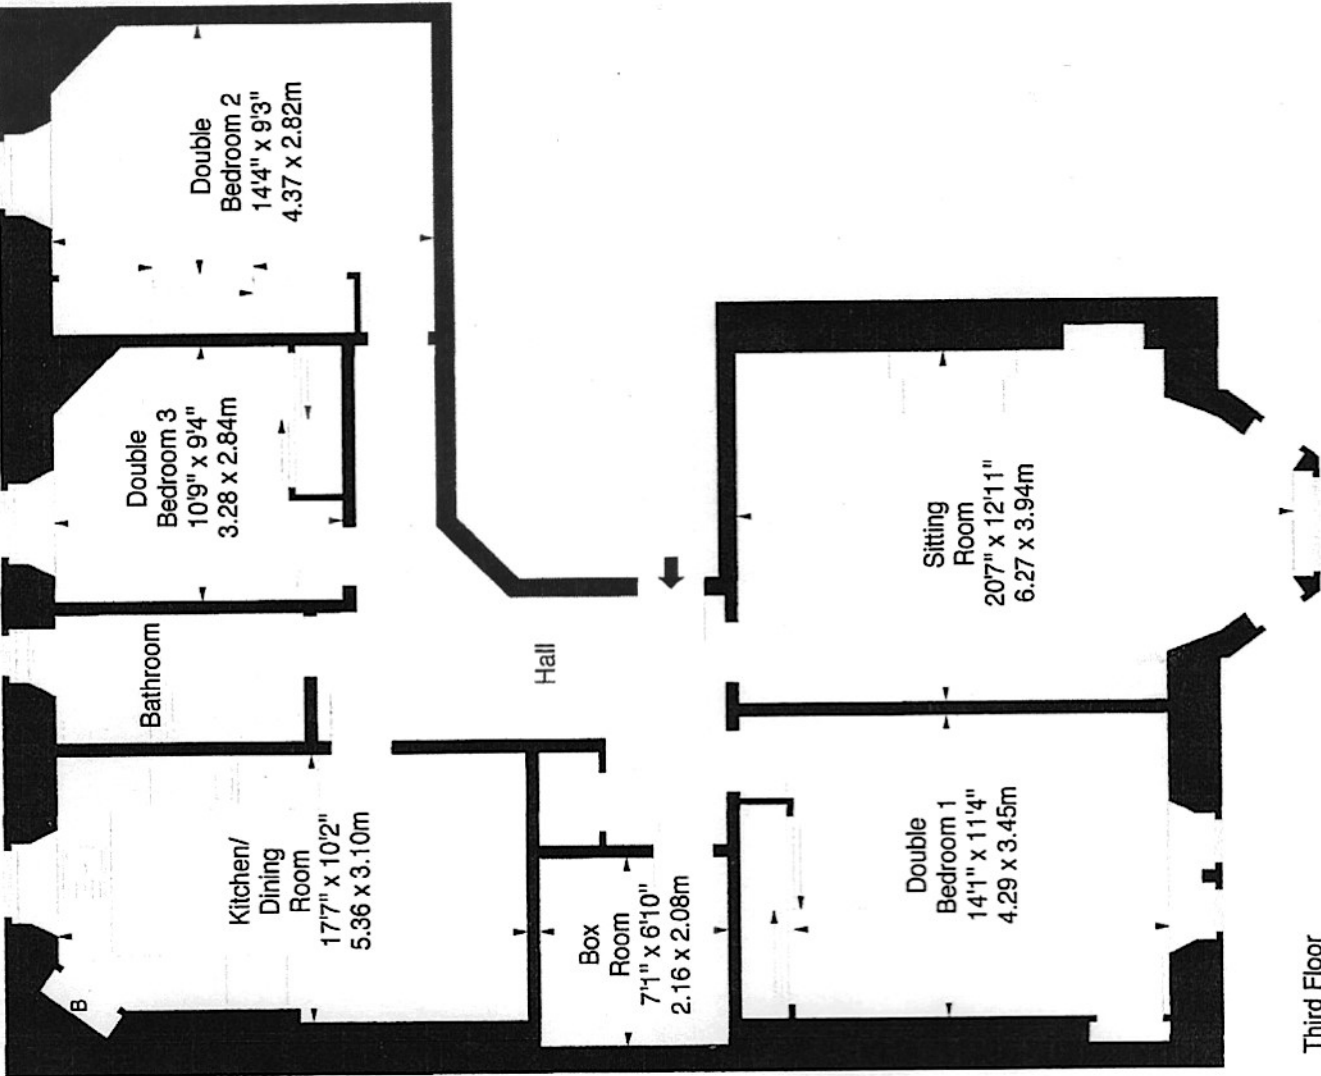 Double
Bedroom 2
14'4" x 9'3"
4.37 x 2.82m
Double
Bedroom 3
10'9" x 9'4"
3.28 x 2.84m
Bathroom
Hall
Kitchen/
Dining
Room
17'7" x 10'2"
5.36 x 3.10m
B
Box
Room
7'1" x 6'10"
2.16 x 2.08m
Sitting
Room
20'7" x 12'11"
6.27 x 3.94m
Double
Bedroom 1
14'1" x 11'4"
4.29 x 3.45m
Third Floor